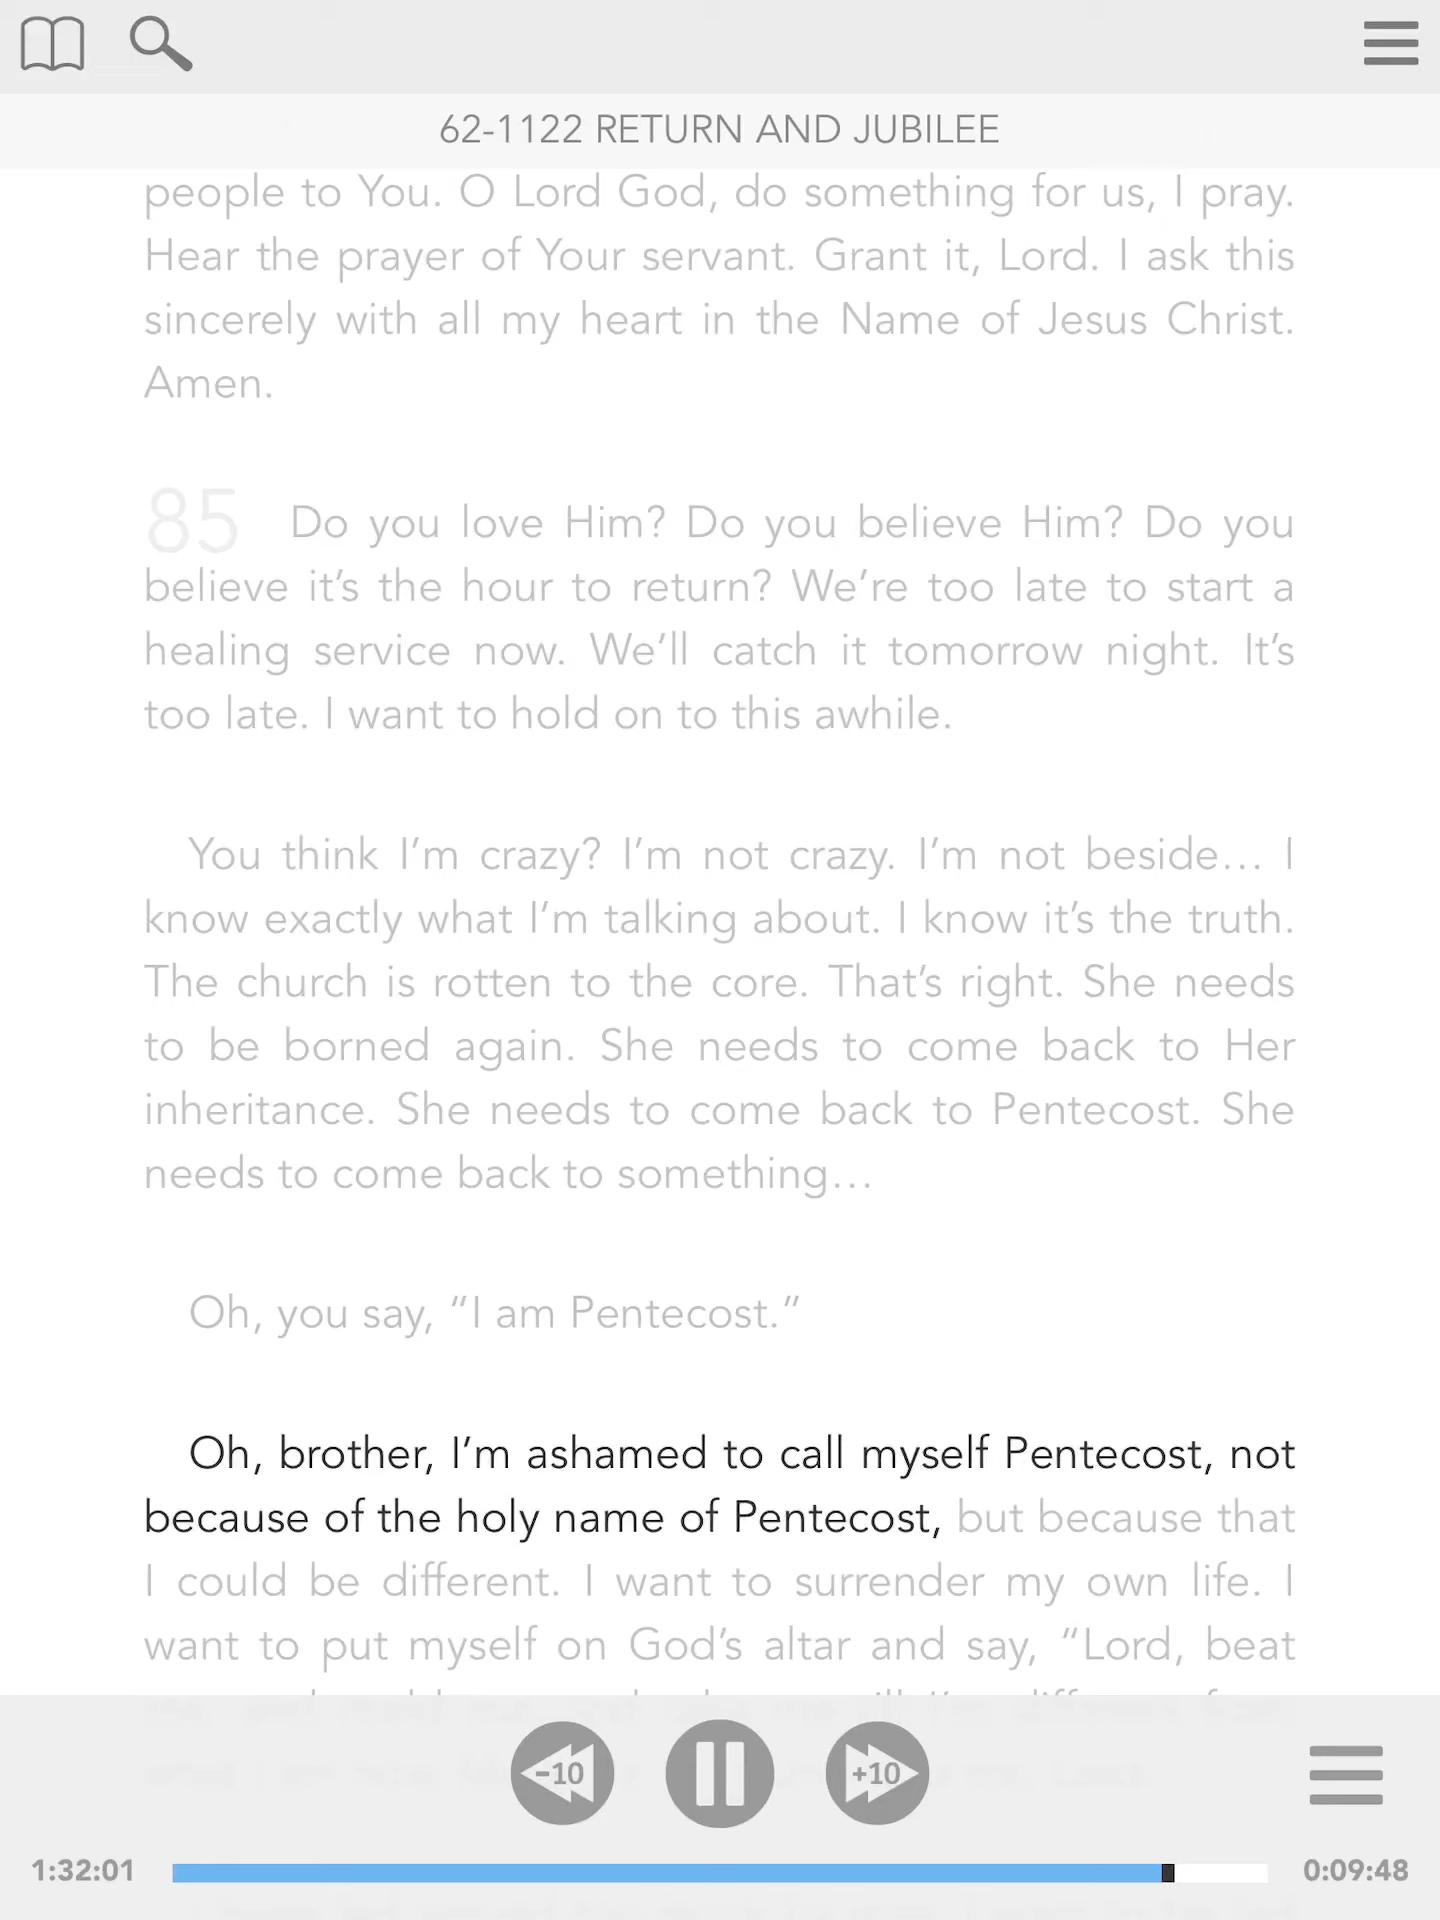 62-1122 RETURN AND JUBILEE
people to You. O Lord God, do something for us, I pray.
Hear the prayer of Your servant. Grant it, Lord. I ask this
sincerely with all my heart in the Name of Jesus Christ.
Amen.
85 Do you love Him? Do you believe Him? Do you
believe it’s the hour to return? We’re too late to start a
healing service now. We’ll catch it tomorrow night. It’s
too late. I want to hold on to this awhile.
You think I’m crazy? I’m not crazy. I’m not beside… I
know exactly what I’m talking about. I know it’s the truth.
The church is rotten to the core. That’s right. She needs
to be borned again. She needs to come back to Her
inheritance. She needs to come back to Pentecost. She
needs to come back to something…
Oh, you say, “I am Pentecost.”
Oh, brother, I’m ashamed to call myself Pentecost, not
because of the holy name of Pentecost, but because that
I could be different. I want to surrender my own life. I
want to put myself on God’s altar and say, “Lord, beat
-10 +10
1:32:01 0:09:48